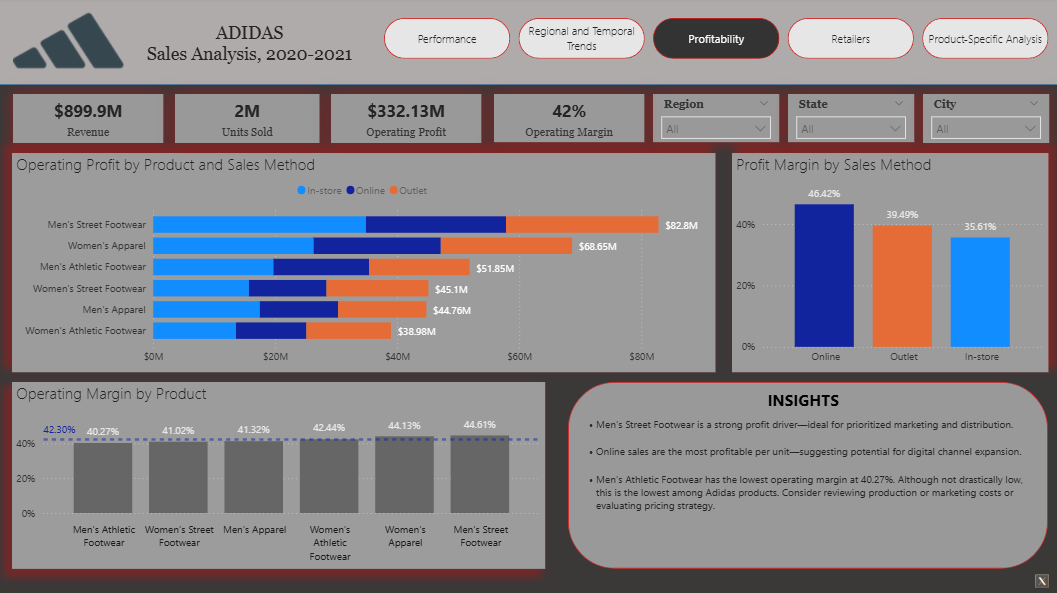 ADIDAS
Sales Analysis, 2020-2021
Performance
Regional and Temporal
Trends
Profitability
Retailers
Product-Specific Analysis
$899.9M
Revenue
2M
Units Sold
$332.13M
Operating Profit
42%
Operating Margin
Region
All
State
All
City
All
Operating Profit by Product and Sales Method
In-store Online Outlet
Men's Street Footwear $82.8M
Women's Apparel $68.65M
Men's Athletic Footwear $51.85M
Women's Street Footwear $45.1M
Men's Apparel $44.76M
Women's Athletic Footwear $38.98M
$0M $20M $40M $60M $80M
Profit Margin by Sales Method
46.42%
39.49%
35.61%
40%
20%
0%
Online Outlet In-store
Operating Margin by Product
42.30% 40.27% 41.02% 41.32% 42.44% 44.13% 44.61%
40%
20%
0%
Men's Athletic
Footwear
Women's Street
Footwear
Men's Apparel
Women's
Athletic
Footwear
Women's
Apparel
Men's Street
Footwear
INSIGHTS
• Men's Street Footwear is a strong profit driver—ideal for prioritized marketing and distribution.
• Online sales are the most profitable per unit—suggesting potential for digital channel expansion.
• Men's Athletic Footwear has the lowest operating margin at 40.27%. Although not drastically low,
this is the lowest among Adidas products. Consider reviewing production or marketing costs or
evaluating pricing strategy.
X